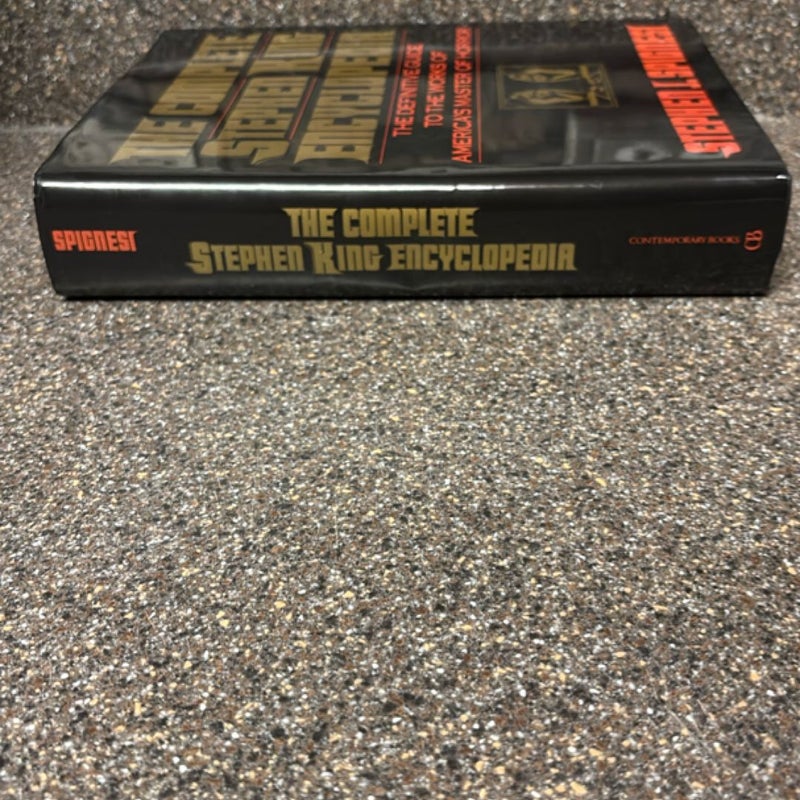 THE COMPLETE
STEPHEN KING
ENCYCLOPEDIA
THE DEFINITIVE GUIDE
TO THE WORKS OF
AMERICA'S MASTER OF HORROR
STEPHEN J. SPIGNESI
SPIGNESI
THE COMPLETE
STEPHEN KING ENCYCLOPEDIA
CONTEMPORARY BOOKS
CB